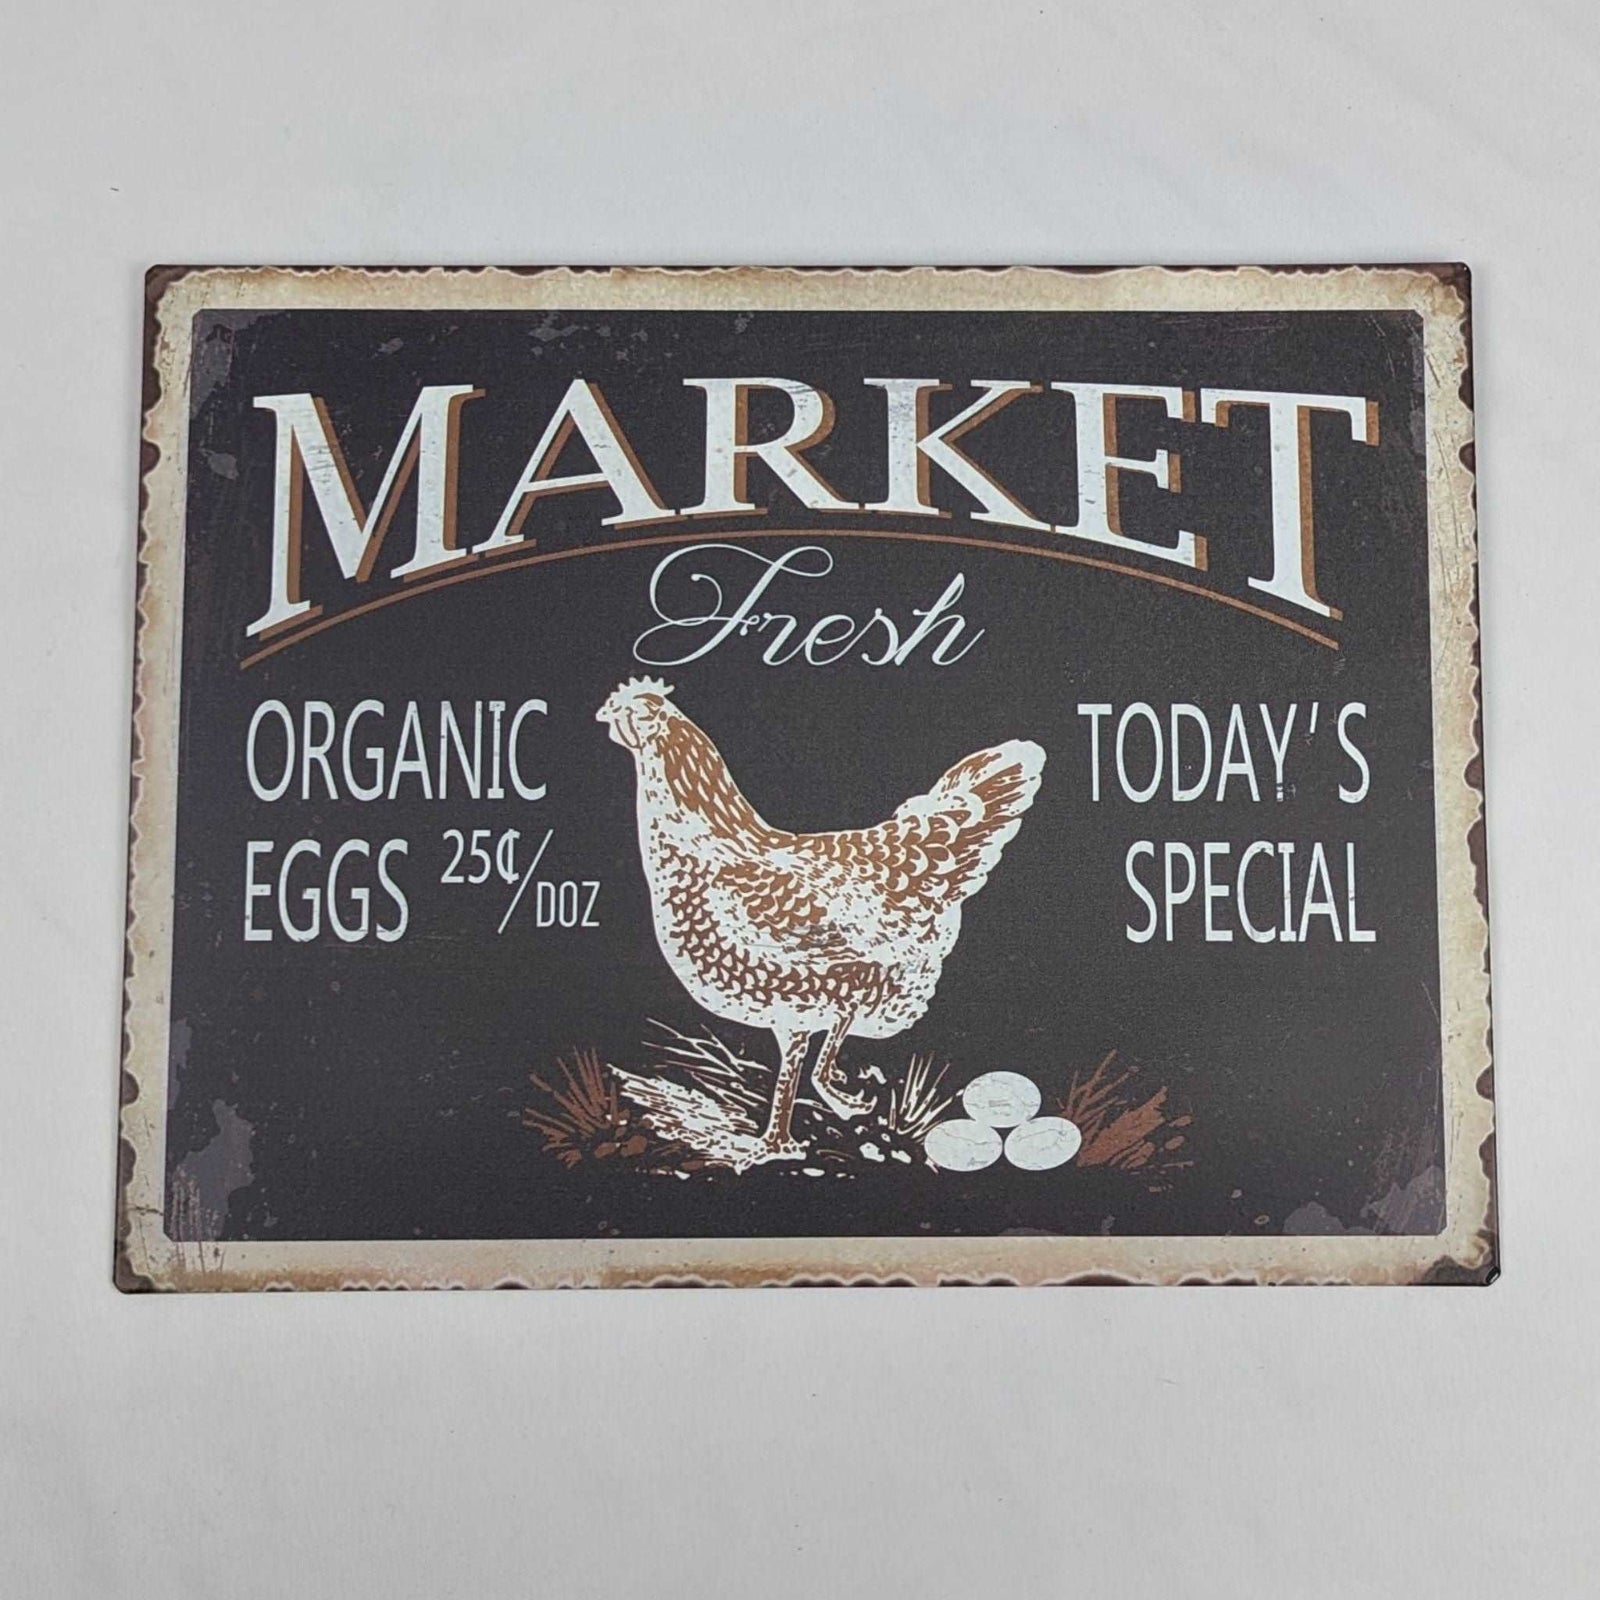 MARKET
Fresh
ORGANIC
EGGS 25¢/DOZ
TODAY'S
SPECIAL